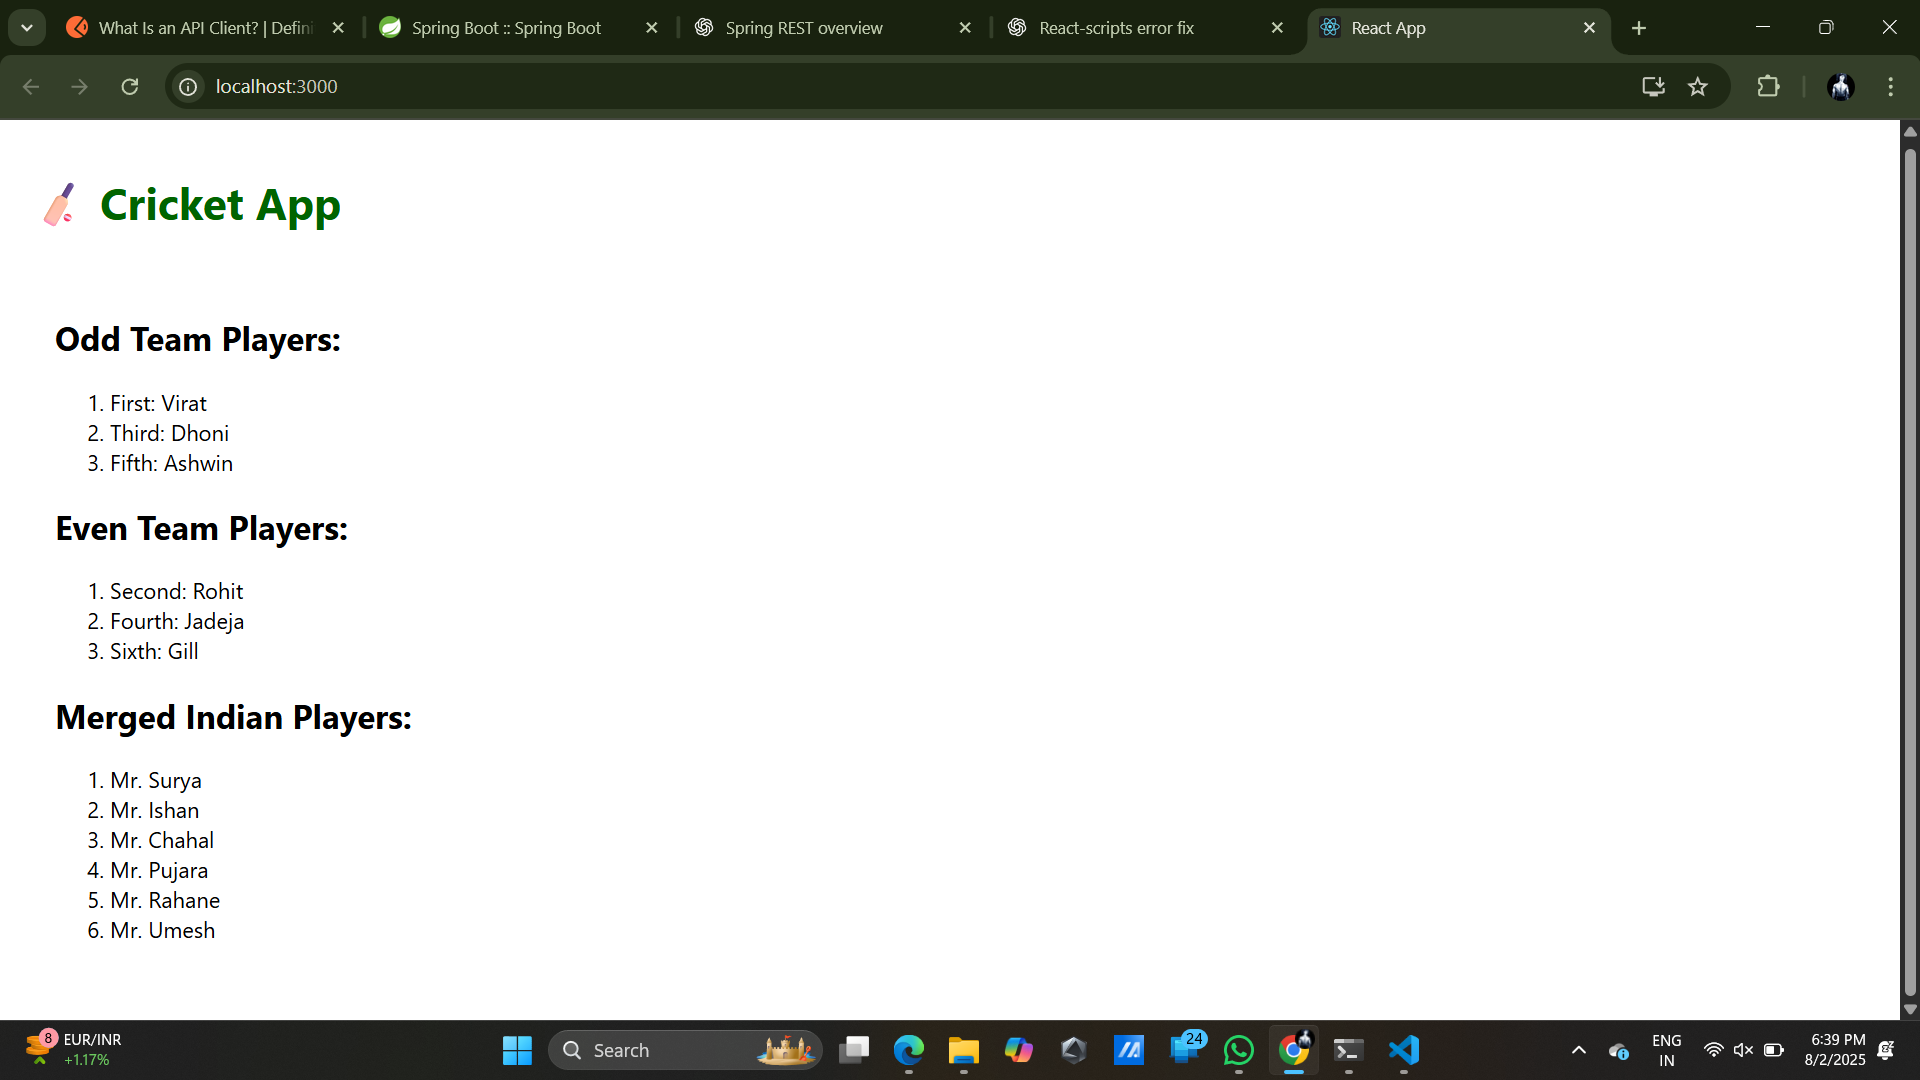 What Is an API Client? | Defini
Spring Boot :: Spring Boot
Spring REST overview
React-scripts error fix
React App
localhost:3000
Cricket App
Odd Team Players:
1. First: Virat
2. Third: Dhoni
3. Fifth: Ashwin
Even Team Players:
1. Second: Rohit
2. Fourth: Jadeja
3. Sixth: Gill
Merged Indian Players:
1. Mr. Surya
2. Mr. Ishan
3. Mr. Chahal
4. Mr. Pujara
5. Mr. Rahane
6. Mr. Umesh
8
EUR/INR
+1.17%
Search
24
ENG
IN
6:39 PM
8/2/2025